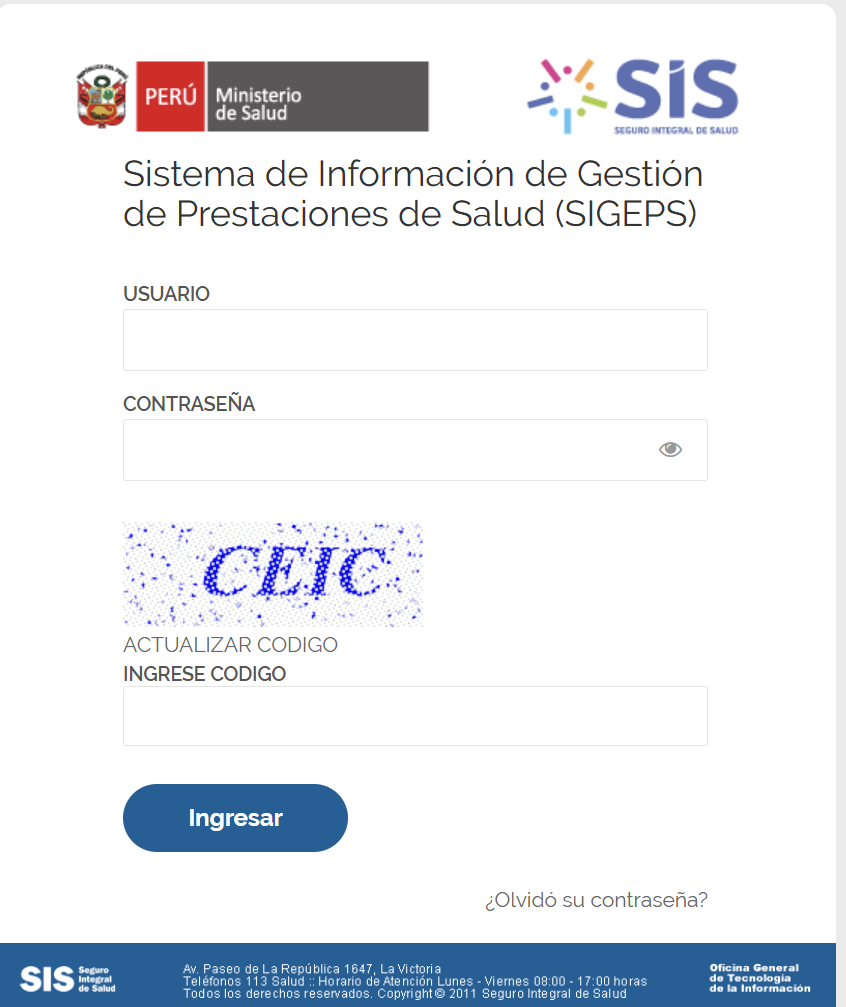 REPÚBLICA DEL PERÚ
PERÚ
Ministerio
de Salud
SIS
SEGURO INTEGRAL DE SALUD
Sistema de Información de Gestión
de Prestaciones de Salud (SIGEPS)
USUARIO
CONTRASEÑA
CEIC
ACTUALIZAR CODIGO
INGRESE CODIGO
Ingresar
¿Olvidó su contraseña?
SIS
Seguro
Integral
de Salud
Av. Paseo de La República 1647, La Victoria
Teléfonos 113 Salud :: Horario de Atención Lunes - Viernes 08:00 - 17:00 horas
Todos los derechos reservados. Copyright© 2011 Seguro Integral de Salud
Oficina General
de Tecnología
de la Información